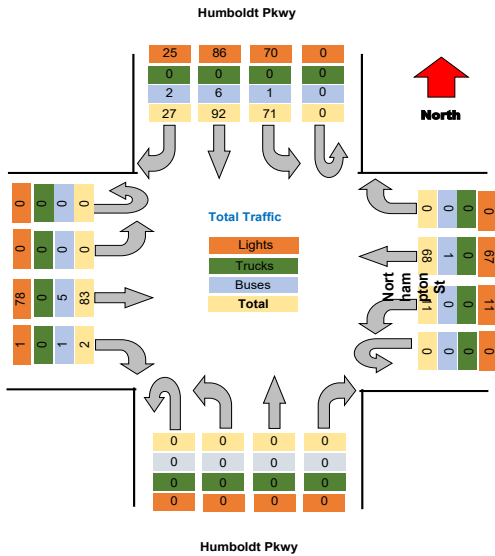 Humboldt Pkwy
25 86 70 0
0 0 0 0
2 6 1 0
27 92 71 0
North
0 0 0 0
0 0 0 0
78 0 5 83
1 0 1 2
Total Traffic
Lights
Trucks
Buses
Total
0 0 0 0
68 1 0 67
11 0 0 11
0 0 0 0
Northampton
St
0 0 0 0
0 0 0 0
0 0 0 0
0 0 0 0
Humboldt Pkwy